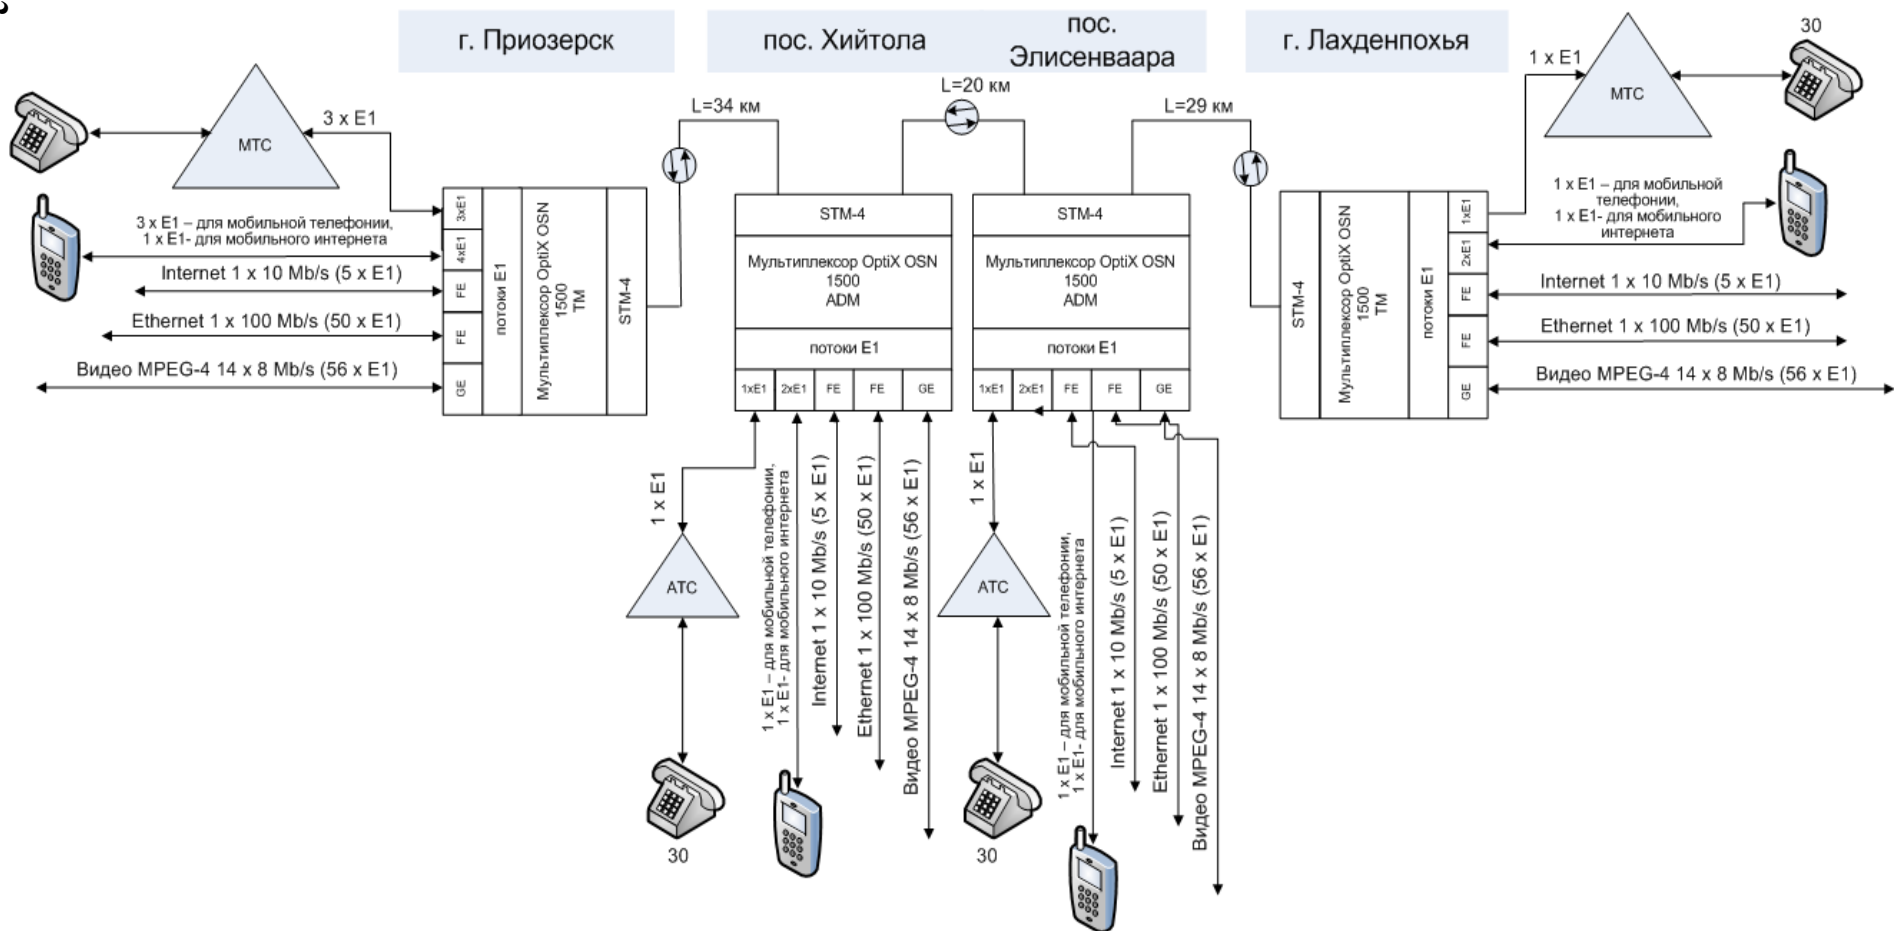 г. Приозерск
пос. Хийтола
пос.
Элисенваара
г. Лахденпохья
L=34 км
L=20 км
L=29 км
МТС
3 x E1
3 x E1 – для мобильной телефонии,
1 x E1- для мобильного интернета
Internet 1 x 10 Mb/s (5 x E1)
Ethernet 1 x 100 Mb/s (50 x E1)
Видео MPEG-4 14 x 8 Mb/s (56 x E1)
3xE1
4xE1
FE
FE
GE
потоки E1
Мультиплексор OptiX OSN
1500
TM
STM-4
STM-4
Мультиплексор OptiX OSN
1500
ADM
потоки E1
1xE1
2xE1
FE
FE
GE
1 x E1
АТС
30
1 x E1 – для мобильной телефонии,
1 x E1- для мобильного интернета
Internet 1 x 10 Mb/s (5 x E1)
Ethernet 1 x 100 Mb/s (50 x E1)
Видео MPEG-4 14 x 8 Mb/s (56 x E1)
STM-4
Мультиплексор OptiX OSN
1500
ADM
потоки E1
1xE1
2xE1
FE
FE
GE
1 x E1
АТС
30
1 x E1 – для мобильной телефонии,
1 x E1- для мобильного интернета
Internet 1 x 10 Mb/s (5 x E1)
Ethernet 1 x 100 Mb/s (50 x E1)
Видео MPEG-4 14 x 8 Mb/s (56 x E1)
STM-4
Мультиплексор OptiX OSN
1500
TM
потоки E1
1xE1
2xE1
FE
FE
GE
1 x E1
МТС
30
1 x E1 – для мобильной
телефонии,
1 x E1- для мобильного
интернета
Internet 1 x 10 Mb/s (5 x E1)
Ethernet 1 x 100 Mb/s (50 x E1)
Видео MPEG-4 14 x 8 Mb/s (56 x E1)